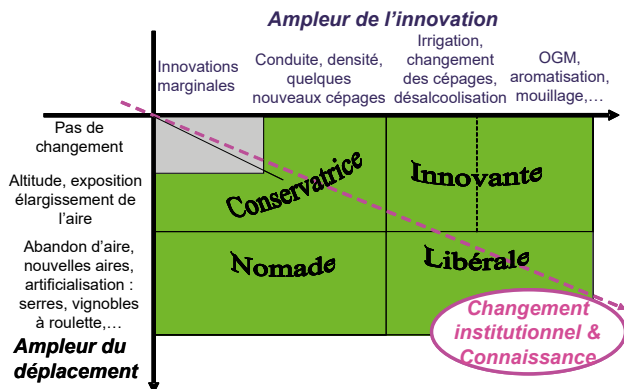 Ampleur de l'innovation
Innovations
marginales
Conduite, densité,
quelques
nouveaux cépages
Irrigation,
changement
des cépages,
désalcoolisation
OGM,
aromatisation,
mouillage,…
Pas de
changement
Altitude, exposition
élargissement de
l'aire
Abandon d'aire,
nouvelles aires,
artificialisation :
serres, vignobles
à roulette,…
Ampleur du
déplacement
Conservatrice
Innovante
Nomade
Libérale
Changement
institutionnel &
Connaissance